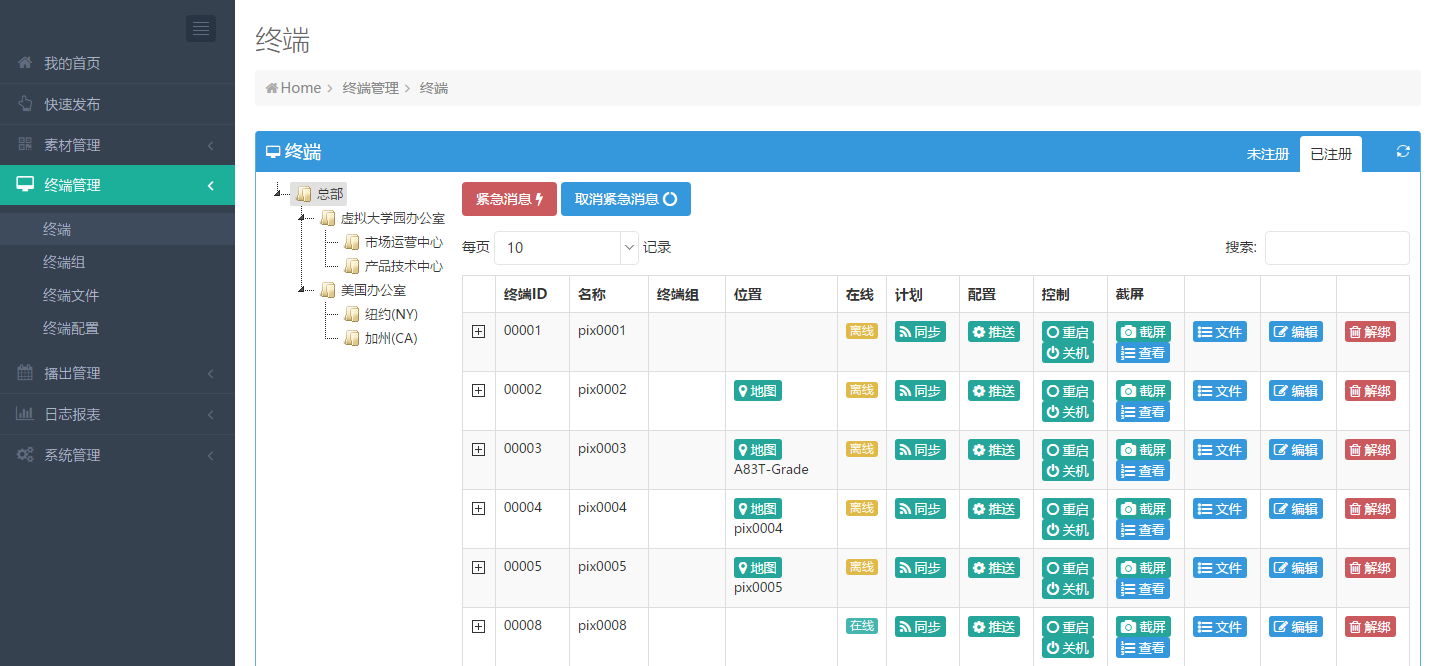 我的首页
快速发布
素材管理
终端管理
终端
终端组
终端文件
终端配置
播出管理
日志报表
系统管理
终端
Home > 终端管理 > 终端
终端
未注册 已注册
总部
虚拟大学园办公室
市场运营中心
产品技术中心
美国办公室
纽约(NY)
加州(CA)
紧急消息 取消紧急消息
每页 10 记录 搜索:
终端ID 名称 终端组 位置 在线 计划 配置 控制 截屏
00001 pix0001 离线 同步 推送 重启 截屏 文件 编辑 解绑
关机 查看
00002 pix0002 地图 离线 同步 推送 重启 截屏 文件 编辑 解绑
关机 查看
00003 pix0003 地图 离线 同步 推送 重启 截屏 文件 编辑 解绑
A83T-Grade 关机 查看
00004 pix0004 地图 离线 同步 推送 重启 截屏 文件 编辑 解绑
pix0004 关机 查看
00005 pix0005 地图 离线 同步 推送 重启 截屏 文件 编辑 解绑
pix0005 关机 查看
00008 pix0008 在线 同步 推送 重启 截屏 文件 编辑 解绑
关机 查看